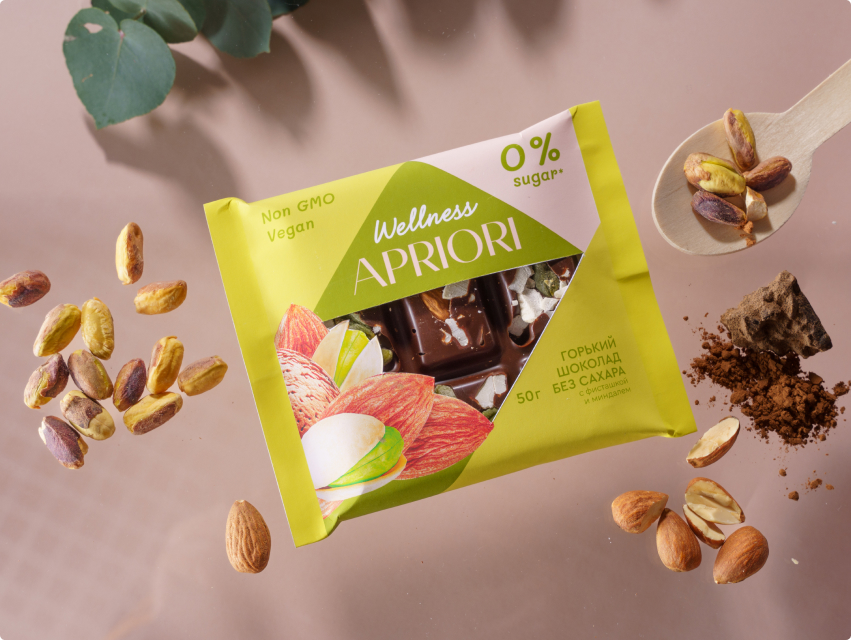 Non GMO
Vegan
0%
sugar*
Wellness
APRIORI
ГОРЬКИЙ
ШОКОЛАД
БЕЗ САХАРА
с фисташкой
и миндалем
50г